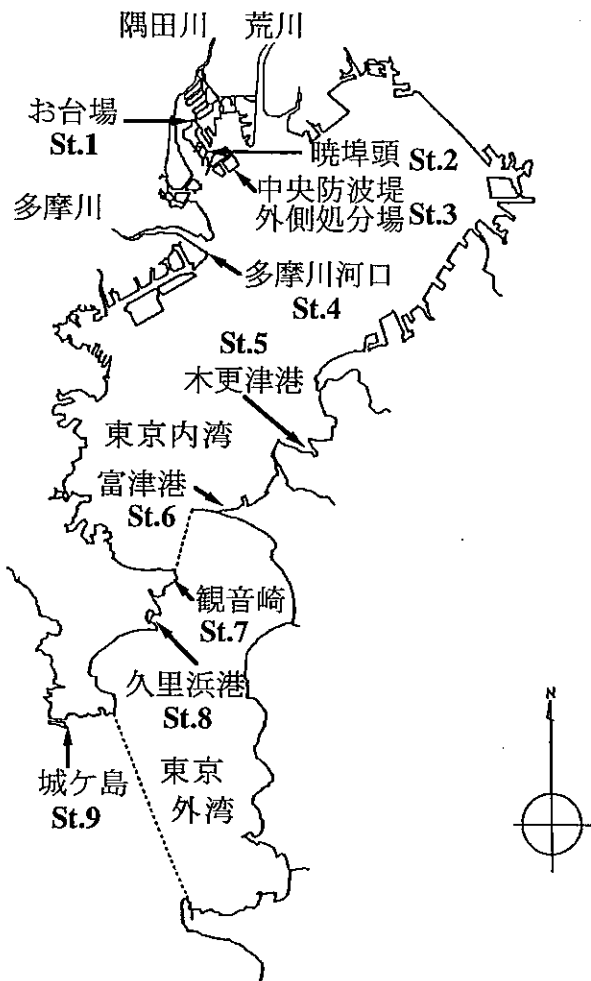 隅田川 荒川
お台場
St.1
暁埠頭 St.2
中央防波堤
外側処分場 St.3
多摩川
多摩川河口
St.4
St.5
木更津港
東京内湾
富津港
St.6
観音崎
St.7
久里浜港
St.8
城ケ島
St.9
東京
外湾
N